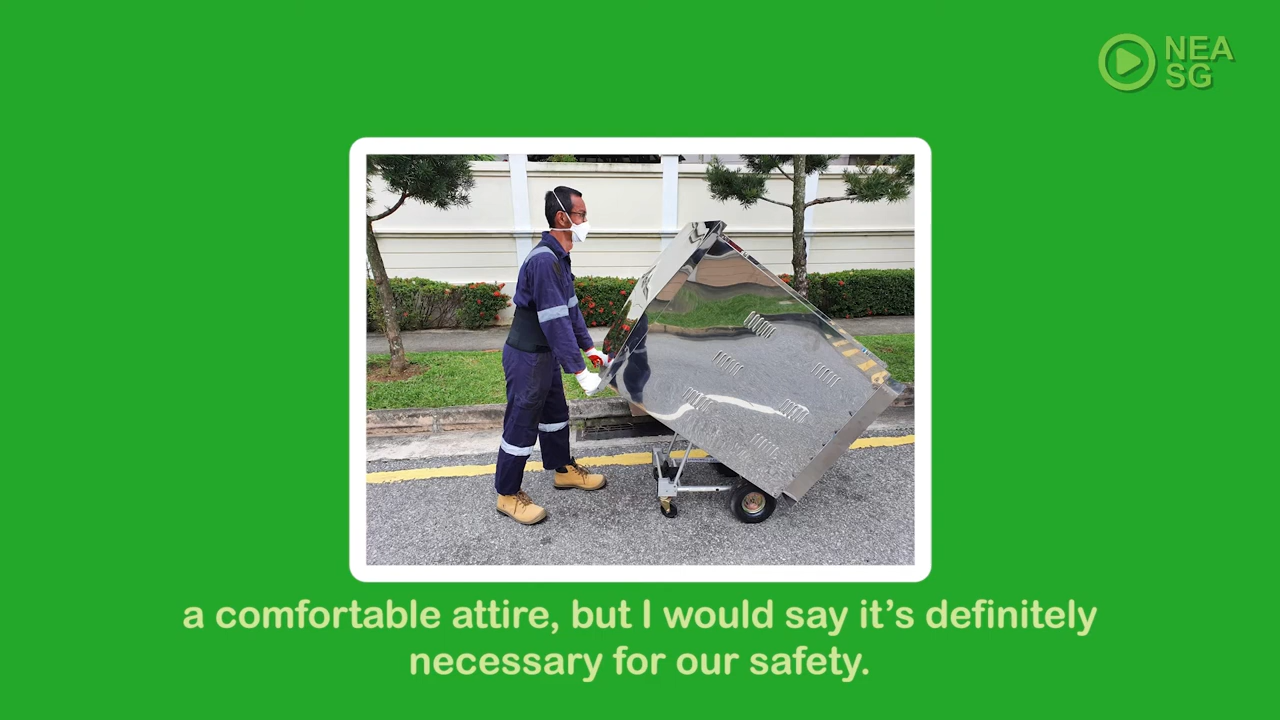 NEA
SG
a comfortable attire, but I would say it’s definitely
necessary for our safety.